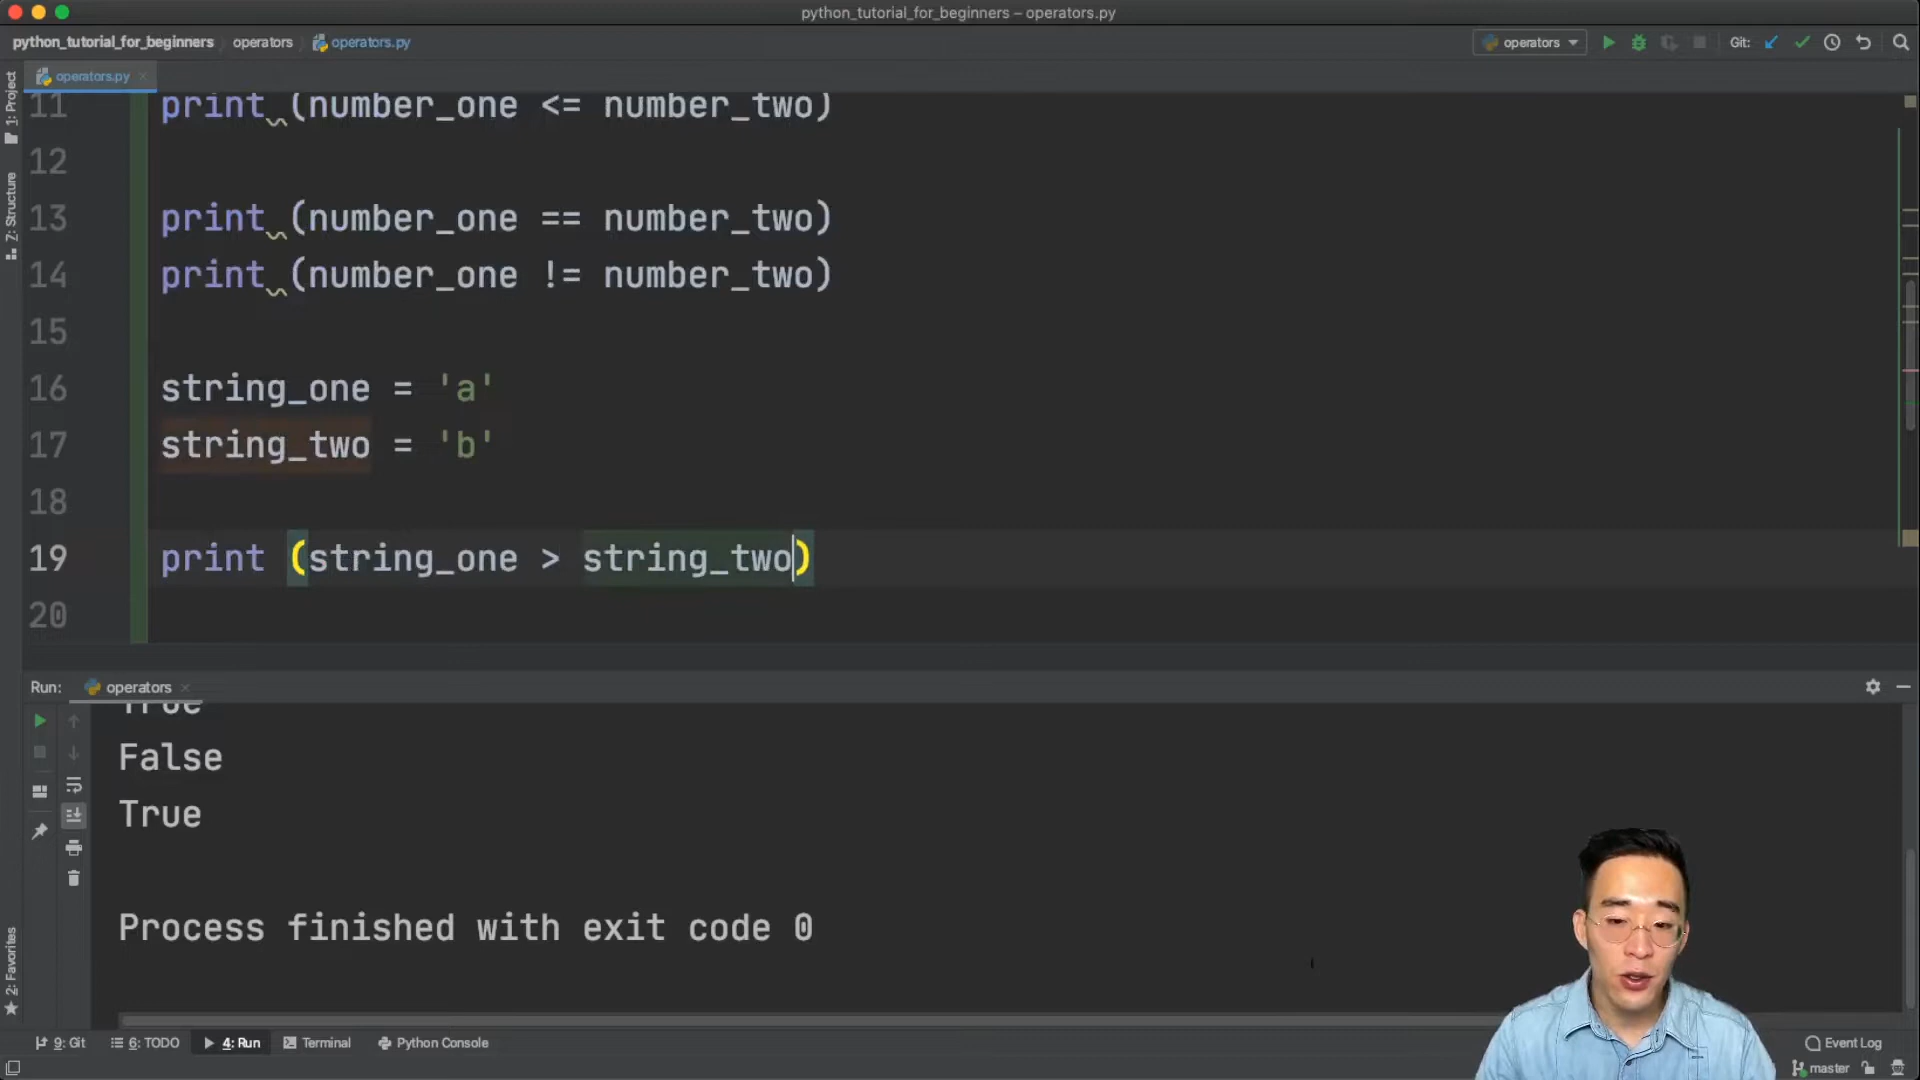 python_tutorial_for_beginners – operators.py
python_tutorial_for_beginners operators operators.py operators Git:
operators.py
1: Project
Z: Structure
2: Favorites
11 print (number_one <= number_two)
12
13 print (number_one == number_two)
14 print (number_one != number_two)
15
16 string_one = 'a'
17 string_two = 'b'
18
19 print (string_one > string_two)
20
Run: operators
True
False
True
Process finished with exit code 0
9: Git 6: TODO 4: Run Terminal Python Console Event Log
master